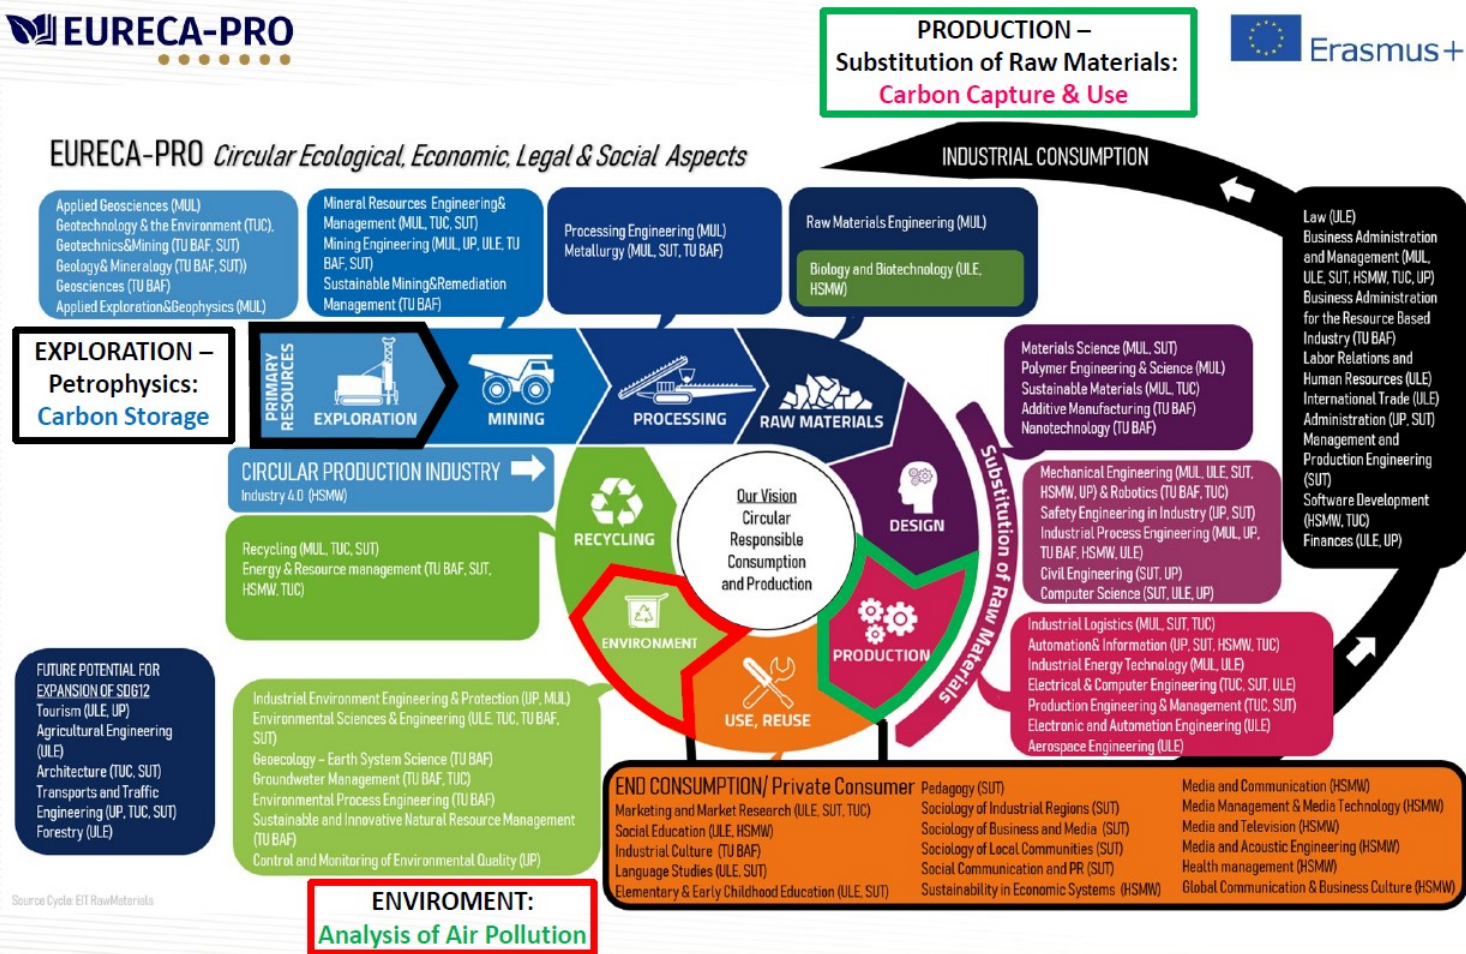 EURECA-PRO
PRODUCTION –
Substitution of Raw Materials:
Carbon Capture & Use
Erasmus+
EURECA-PRO Circular Ecological, Economic, Legal & Social Aspects
INDUSTRIAL CONSUMPTION
Applied Geosciences (MUL)
Geotechnology & the Environment (TUC),
Geotechnics&Mining (TU BAF, SUT)
Geology& Mineralogy (TU BAF, SUT))
Geosciences (TU BAF)
Applied Exploration&Geophysics (MUL)
Mineral Resources Engineering&
Management (MUL, TUC, SUT)
Mining Engineering (MUL, UP, ULE, TU
BAF, SUT)
Sustainable Mining&Remediation
Management (TU BAF)
Processing Engineering (MUL)
Metallurgy (MUL, SUT, TU BAF)
Raw Materials Engineering (MUL)
Biology and Biotechnology (ULE,
HSMW)
Law (ULE)
Business Administration
and Management (MUL,
ULE, SUT, HSMW, TUC, UP)
Business Administration
for the Resource Based
Industry (TU BAF)
Labor Relations and
Human Resources (ULE)
International Trade (ULE)
Administration (UP, SUT)
Management and
Production Engineering
(SUT)
Software Development
(HSMW, TUC)
Finances (ULE, UP)
EXPLORATION –
Petrophysics:
Carbon Storage
PRIMARY
RESOURCES
EXPLORATION
MINING
PROCESSING
RAW MATERIALS
Materials Science (MUL, SUT)
Polymer Engineering & Science (MUL)
Sustainable Materials (MUL, TUC)
Additive Manufacturing (TU BAF)
Nanotechnology (TU BAF)
CIRCULAR PRODUCTION INDUSTRY
Industry 4.0 (HSMW)
RECYCLING
Our Vision
Circular
Responsible
Consumption
and Production
DESIGN
Substitution of Raw Materials
Mechanical Engineering (MUL, ULE, SUT,
HSMW, UP) & Robotics (TU BAF, TUC)
Safety Engineering in Industry (UP, SUT)
Industrial Process Engineering (MUL, UP,
TU BAF, HSMW, ULE)
Civil Engineering (SUT, UP)
Computer Science (SUT, ULE, UP)
Recycling (MUL, TUC, SUT)
Energy & Resource management (TU BAF, SUT,
HSMW, TUC)
ENVIRONMENT
PRODUCTION
USE, REUSE
Industrial Logistics (MUL, SUT, TUC)
Automation& Information (UP, SUT, HSMW, TUC)
Industrial Energy Technology (MUL, ULE)
Electrical & Computer Engineering (TUC, SUT, ULE)
Production Engineering & Management (TUC, SUT)
Electronic and Automation Engineering (ULE)
Aerospace Engineering (ULE)
FUTURE POTENTIAL FOR
EXPANSION OF SDG12
Tourism (ULE, UP)
Agricultural Engineering
(ULE)
Architecture (TUC, SUT)
Transports and Traffic
Engineering (UP, TUC, SUT)
Forestry (ULE)
Industrial Environment Engineering & Protection (UP, MUL)
Environmental Sciences & Engineering (ULE, TUC, TU BAF,
SUT)
Geoecology – Earth System Science (TU BAF)
Groundwater Management (TU BAF, TUC)
Environmental Process Engineering (TU BAF)
Sustainable and Innovative Natural Resource Management
(TU BAF)
Control and Monitoring of Environmental Quality (UP)
END CONSUMPTION/ Private Consumer
Marketing and Market Research (ULE, SUT, TUC)
Social Education (ULE, HSMW)
Industrial Culture (TU BAF)
Language Studies (ULE, SUT)
Elementary & Early Childhood Education (ULE, SUT)
Pedagogy (SUT)
Sociology of Industrial Regions (SUT)
Sociology of Business and Media (SUT)
Sociology of Local Communities (SUT)
Social Communication and PR (SUT)
Sustainability in Economic Systems (HSMW)
Media and Communication (HSMW)
Media Management & Media Technology (HSMW)
Media and Television (HSMW)
Media and Acoustic Engineering (HSMW)
Health management (HSMW)
Global Communication & Business Culture (HSMW)
Source Cycle: EIT RawMaterials
ENVIROMENT:
Analysis of Air Pollution